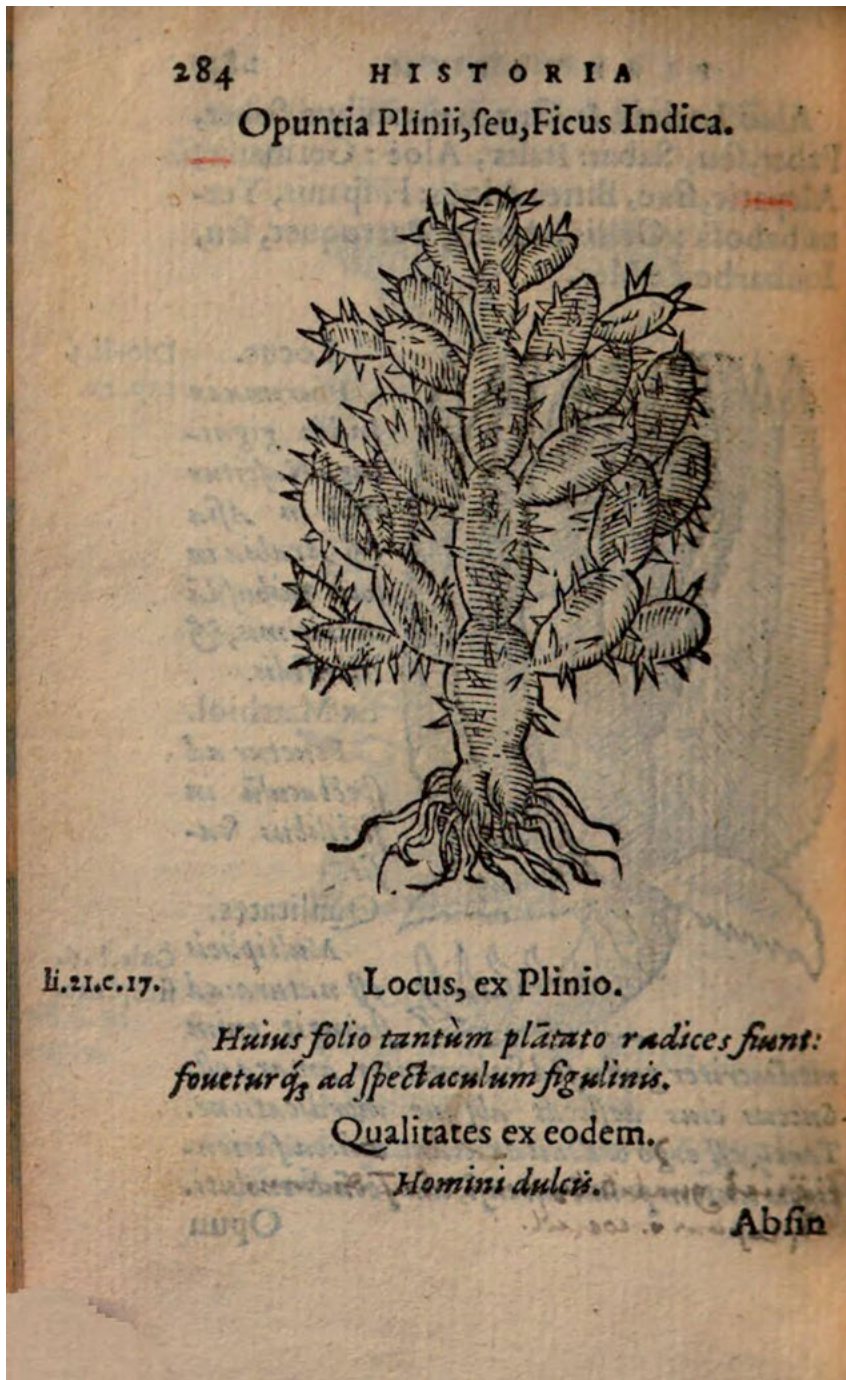 284 HISTORIA
Opuntia Plinii, ſeu, Ficus Indica.
li.21.c.17.
Locus, ex Plinio.
Huius folio tantùm plātato radices fiunt:
fouetur q́; ad ſpectaculum figulinis.
Qualitates ex eodem.
Homini dulcis.
Abſin